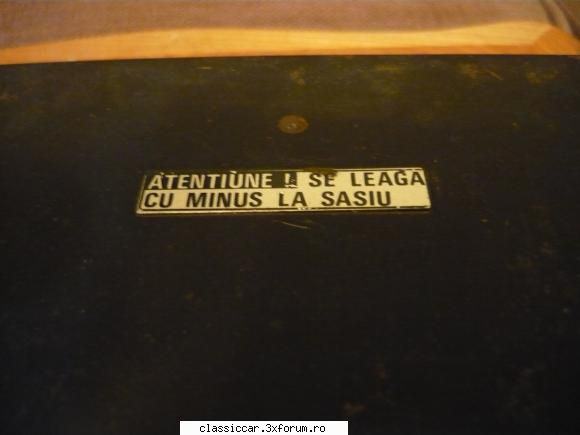 ATENTIUNE ! SE LEAGA
CU MINUS LA SASIU
classiccar.3xforum.ro